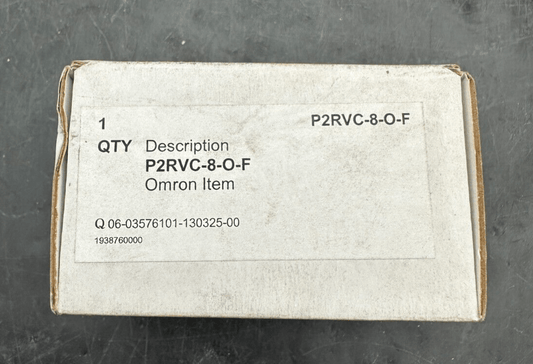 1 P2RVC-8-O-F
QTY Description
P2RVC-8-O-F
Omron Item
Q 06-03576101-130325-00
1938760000